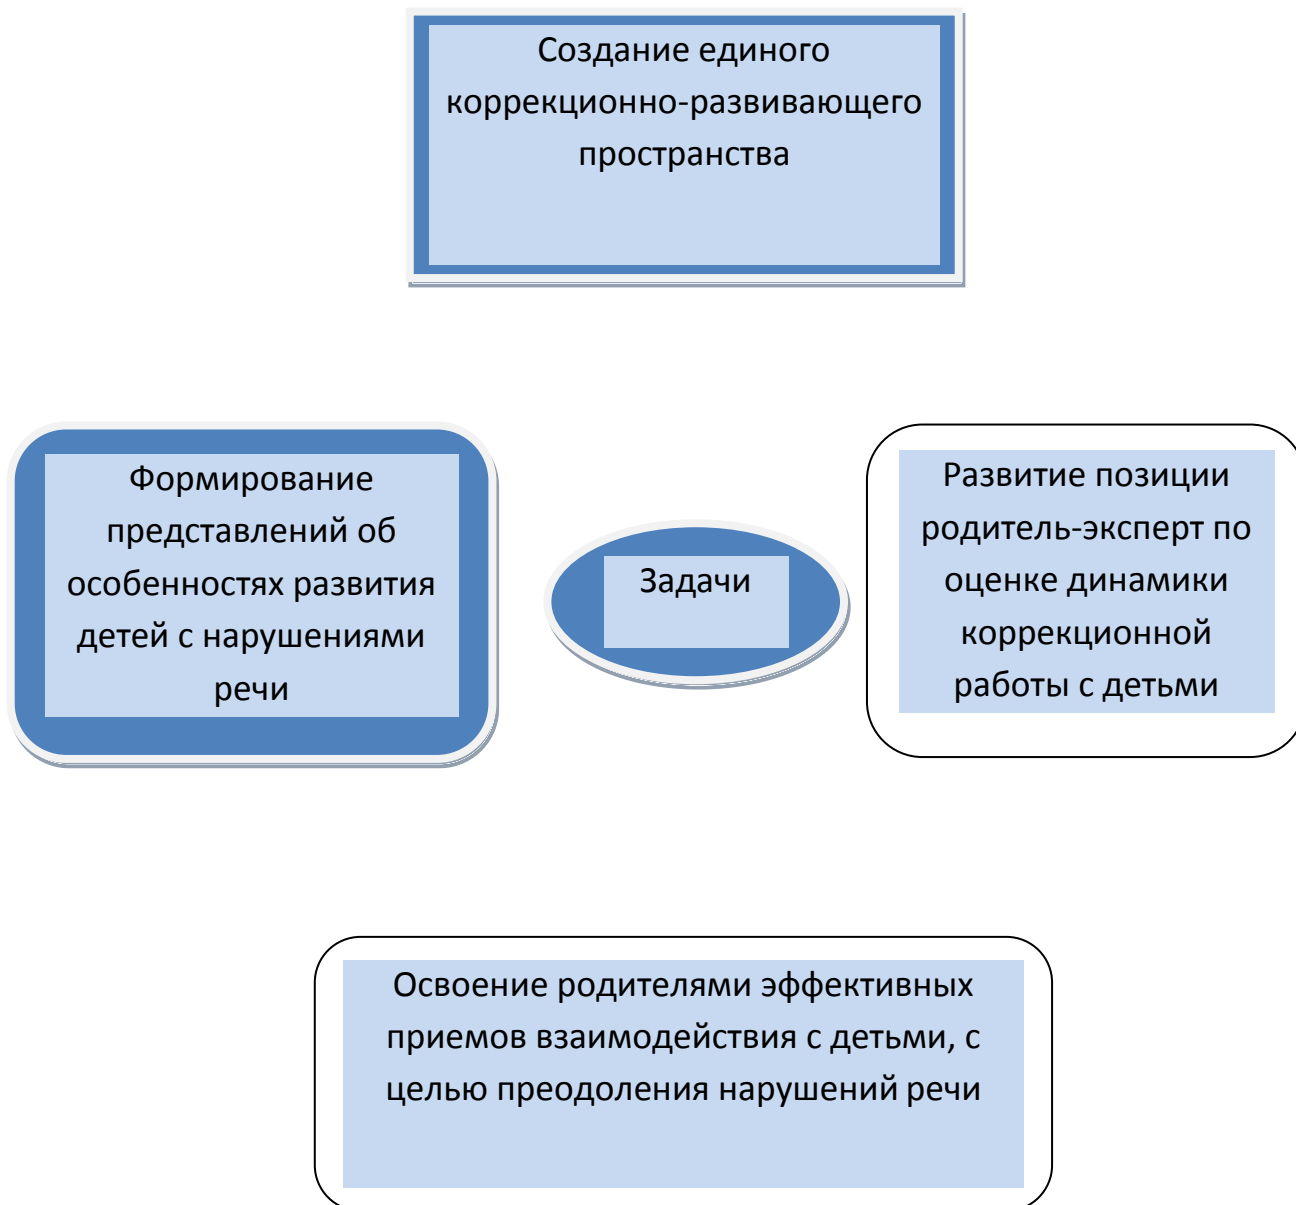 Создание единого
коррекционно-развивающего
пространства
Формирование
представлений об
особенностях развития
детей с нарушениями
речи
Задачи
Развитие позиции
родитель-эксперт по
оценке динамики
коррекционной
работы с детьми
Освоение родителями эффективных
приемов взаимодействия с детьми, с
целью преодоления нарушений речи